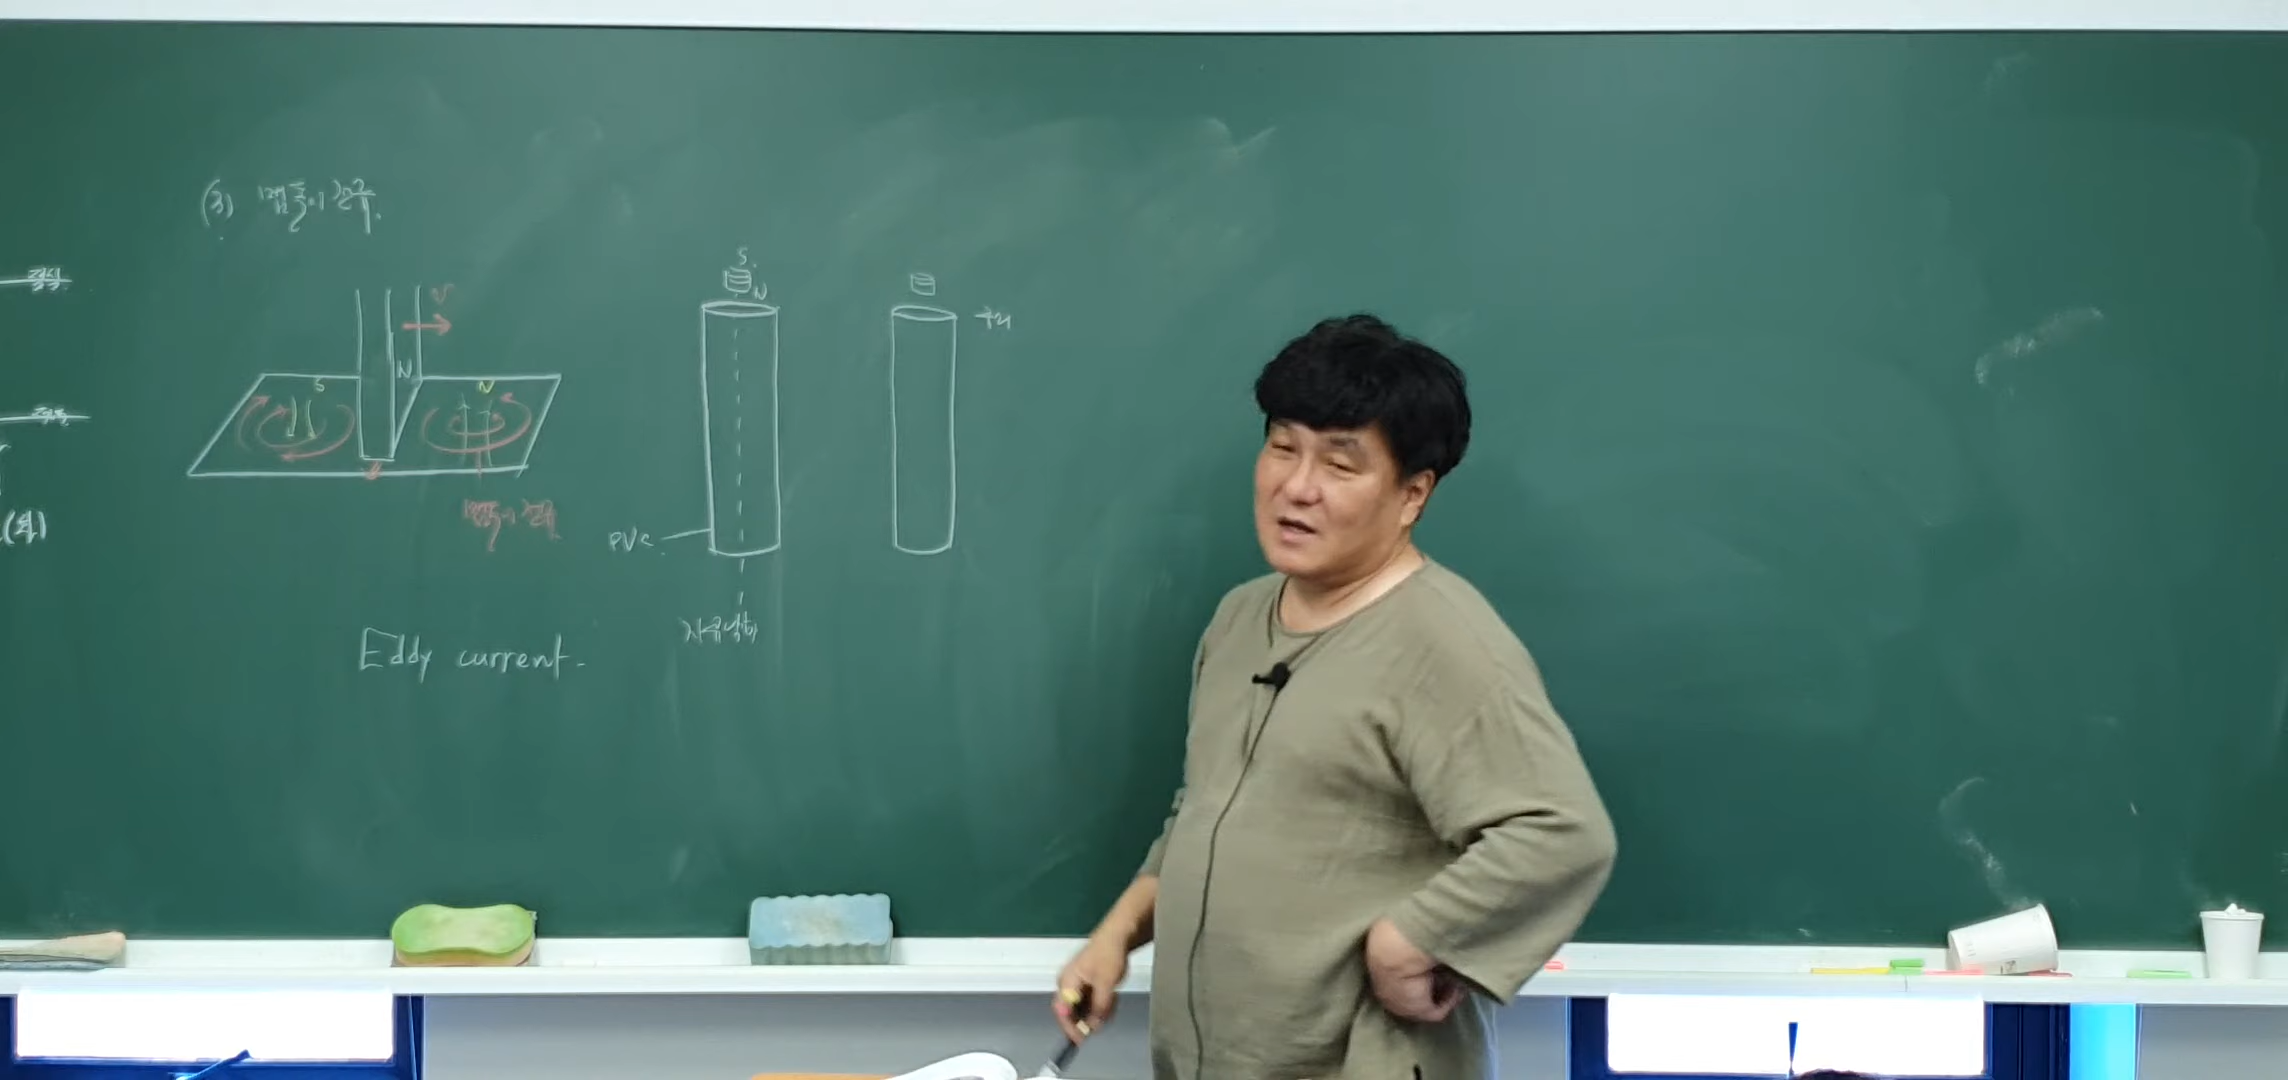 (3) 맴돌이 전류.
S
N
v
N
S
N
구리
맴돌이 전류
PVC
자유낙하
Eddy current.